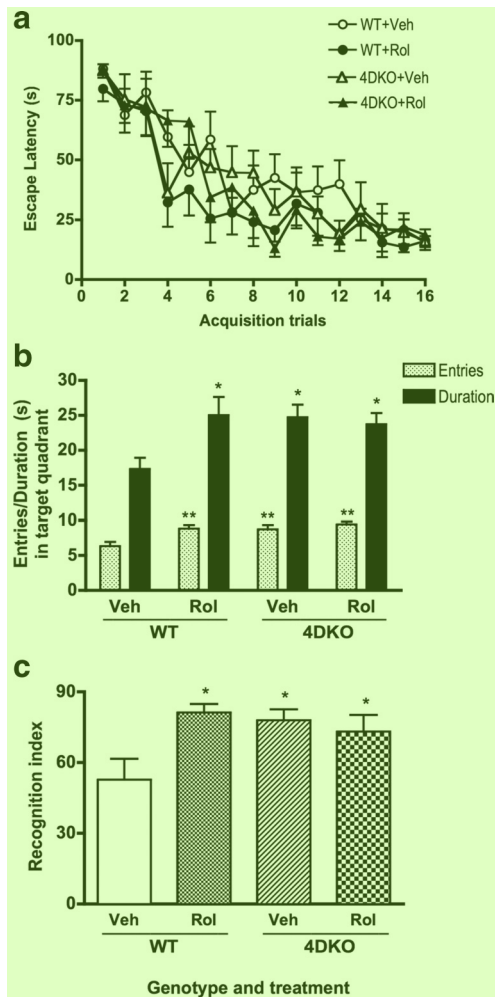 a
WT+Veh
WT+Rol
4DKO+Veh
4DKO+Rol
Escape Latency (s)
100
75
50
25
0
0 2 4 6 8 10 12 14 16
Acquisition trials
b
Entries
Duration
Entries/Duration (s)
in target quadrant
30
25
20
15
10
5
0
* * *
** ** **
Veh Rol Veh Rol
WT 4DKO
c
Recognition index
90
60
30
0
* * *
Veh Rol Veh Rol
WT 4DKO
Genotype and treatment